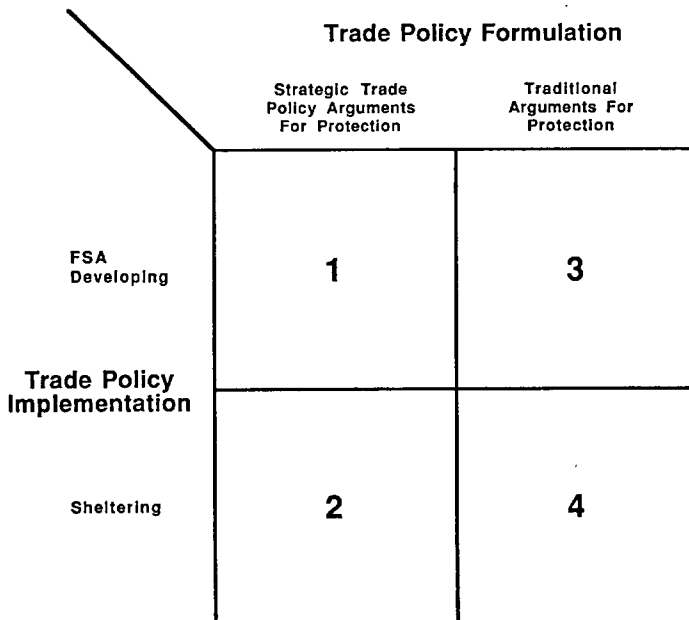 Trade Policy Formulation
Strategic Trade
Policy Arguments
For Protection
Traditional
Arguments For
Protection
FSA
Developing
1
3
Trade Policy
Implementation
Sheltering
2
4